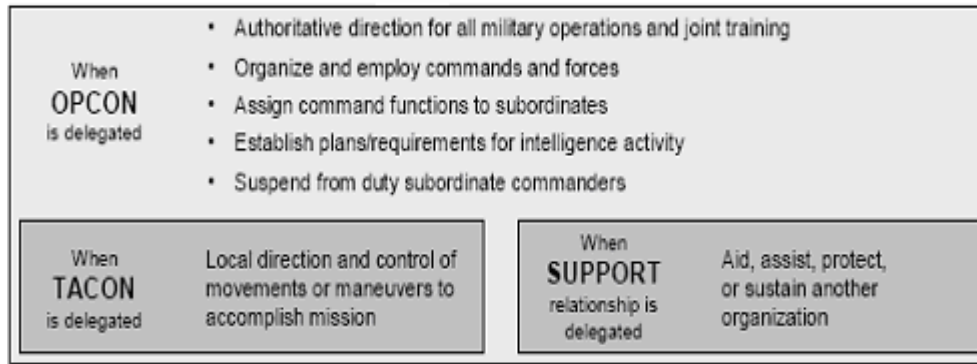 When
OPCON
is delegated
• Authoritative direction for all military operations and joint training
• Organize and employ commands and forces
• Assign command functions to subordinates
• Establish plans/requirements for intelligence activity
• Suspend from duty subordinate commanders
When
TACON
is delegated
Local direction and control of
movements or maneuvers to
accomplish mission
When
SUPPORT
relationship is
delegated
Aid, assist, protect,
or sustain another
organization